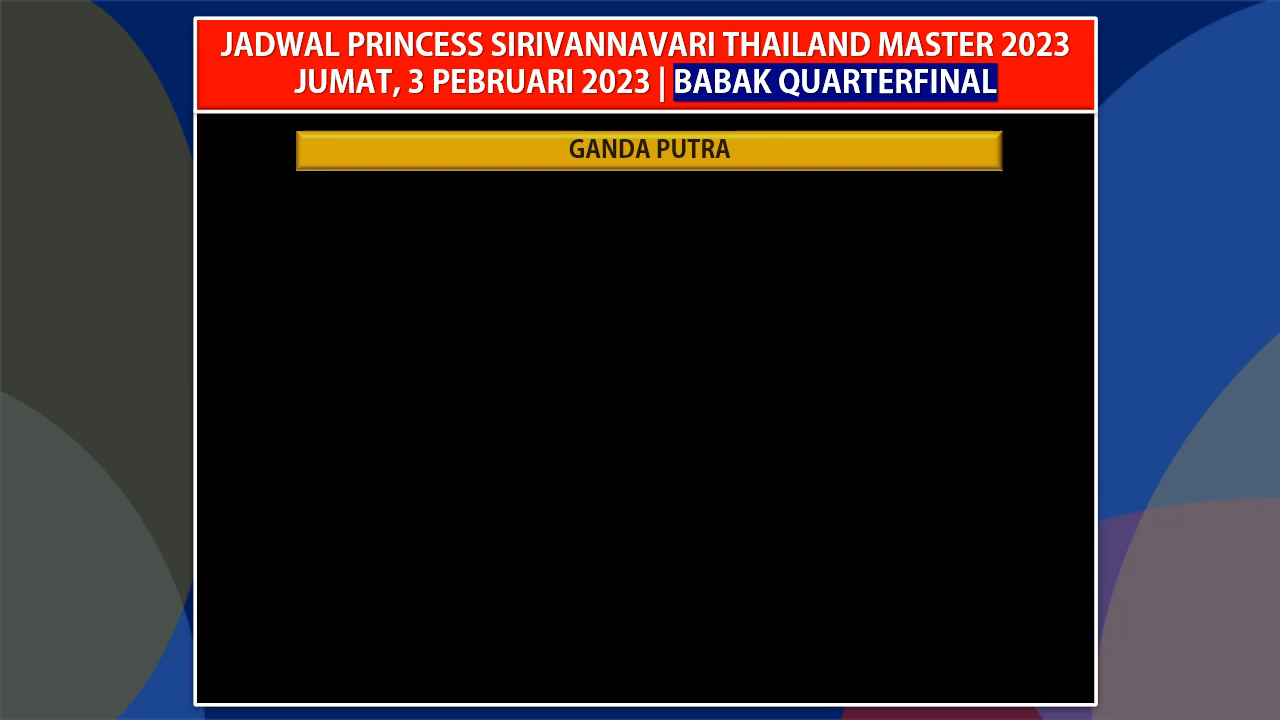 JADWAL PRINCESS SIRIVANNAVARI THAILAND MASTER 2023
JUMAT, 3 PEBRUARI 2023 | BABAK QUARTERFINAL
GANDA PUTRA